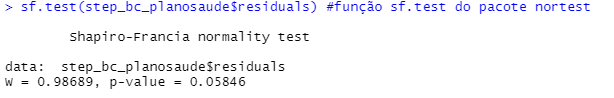 > sf.test(step_bc_planosaude$residuals) #função sf.test do pacote nortest
Shapiro-Francia normality test
data:  step_bc_planosaude$residuals
W = 0.98689, p-value = 0.05846